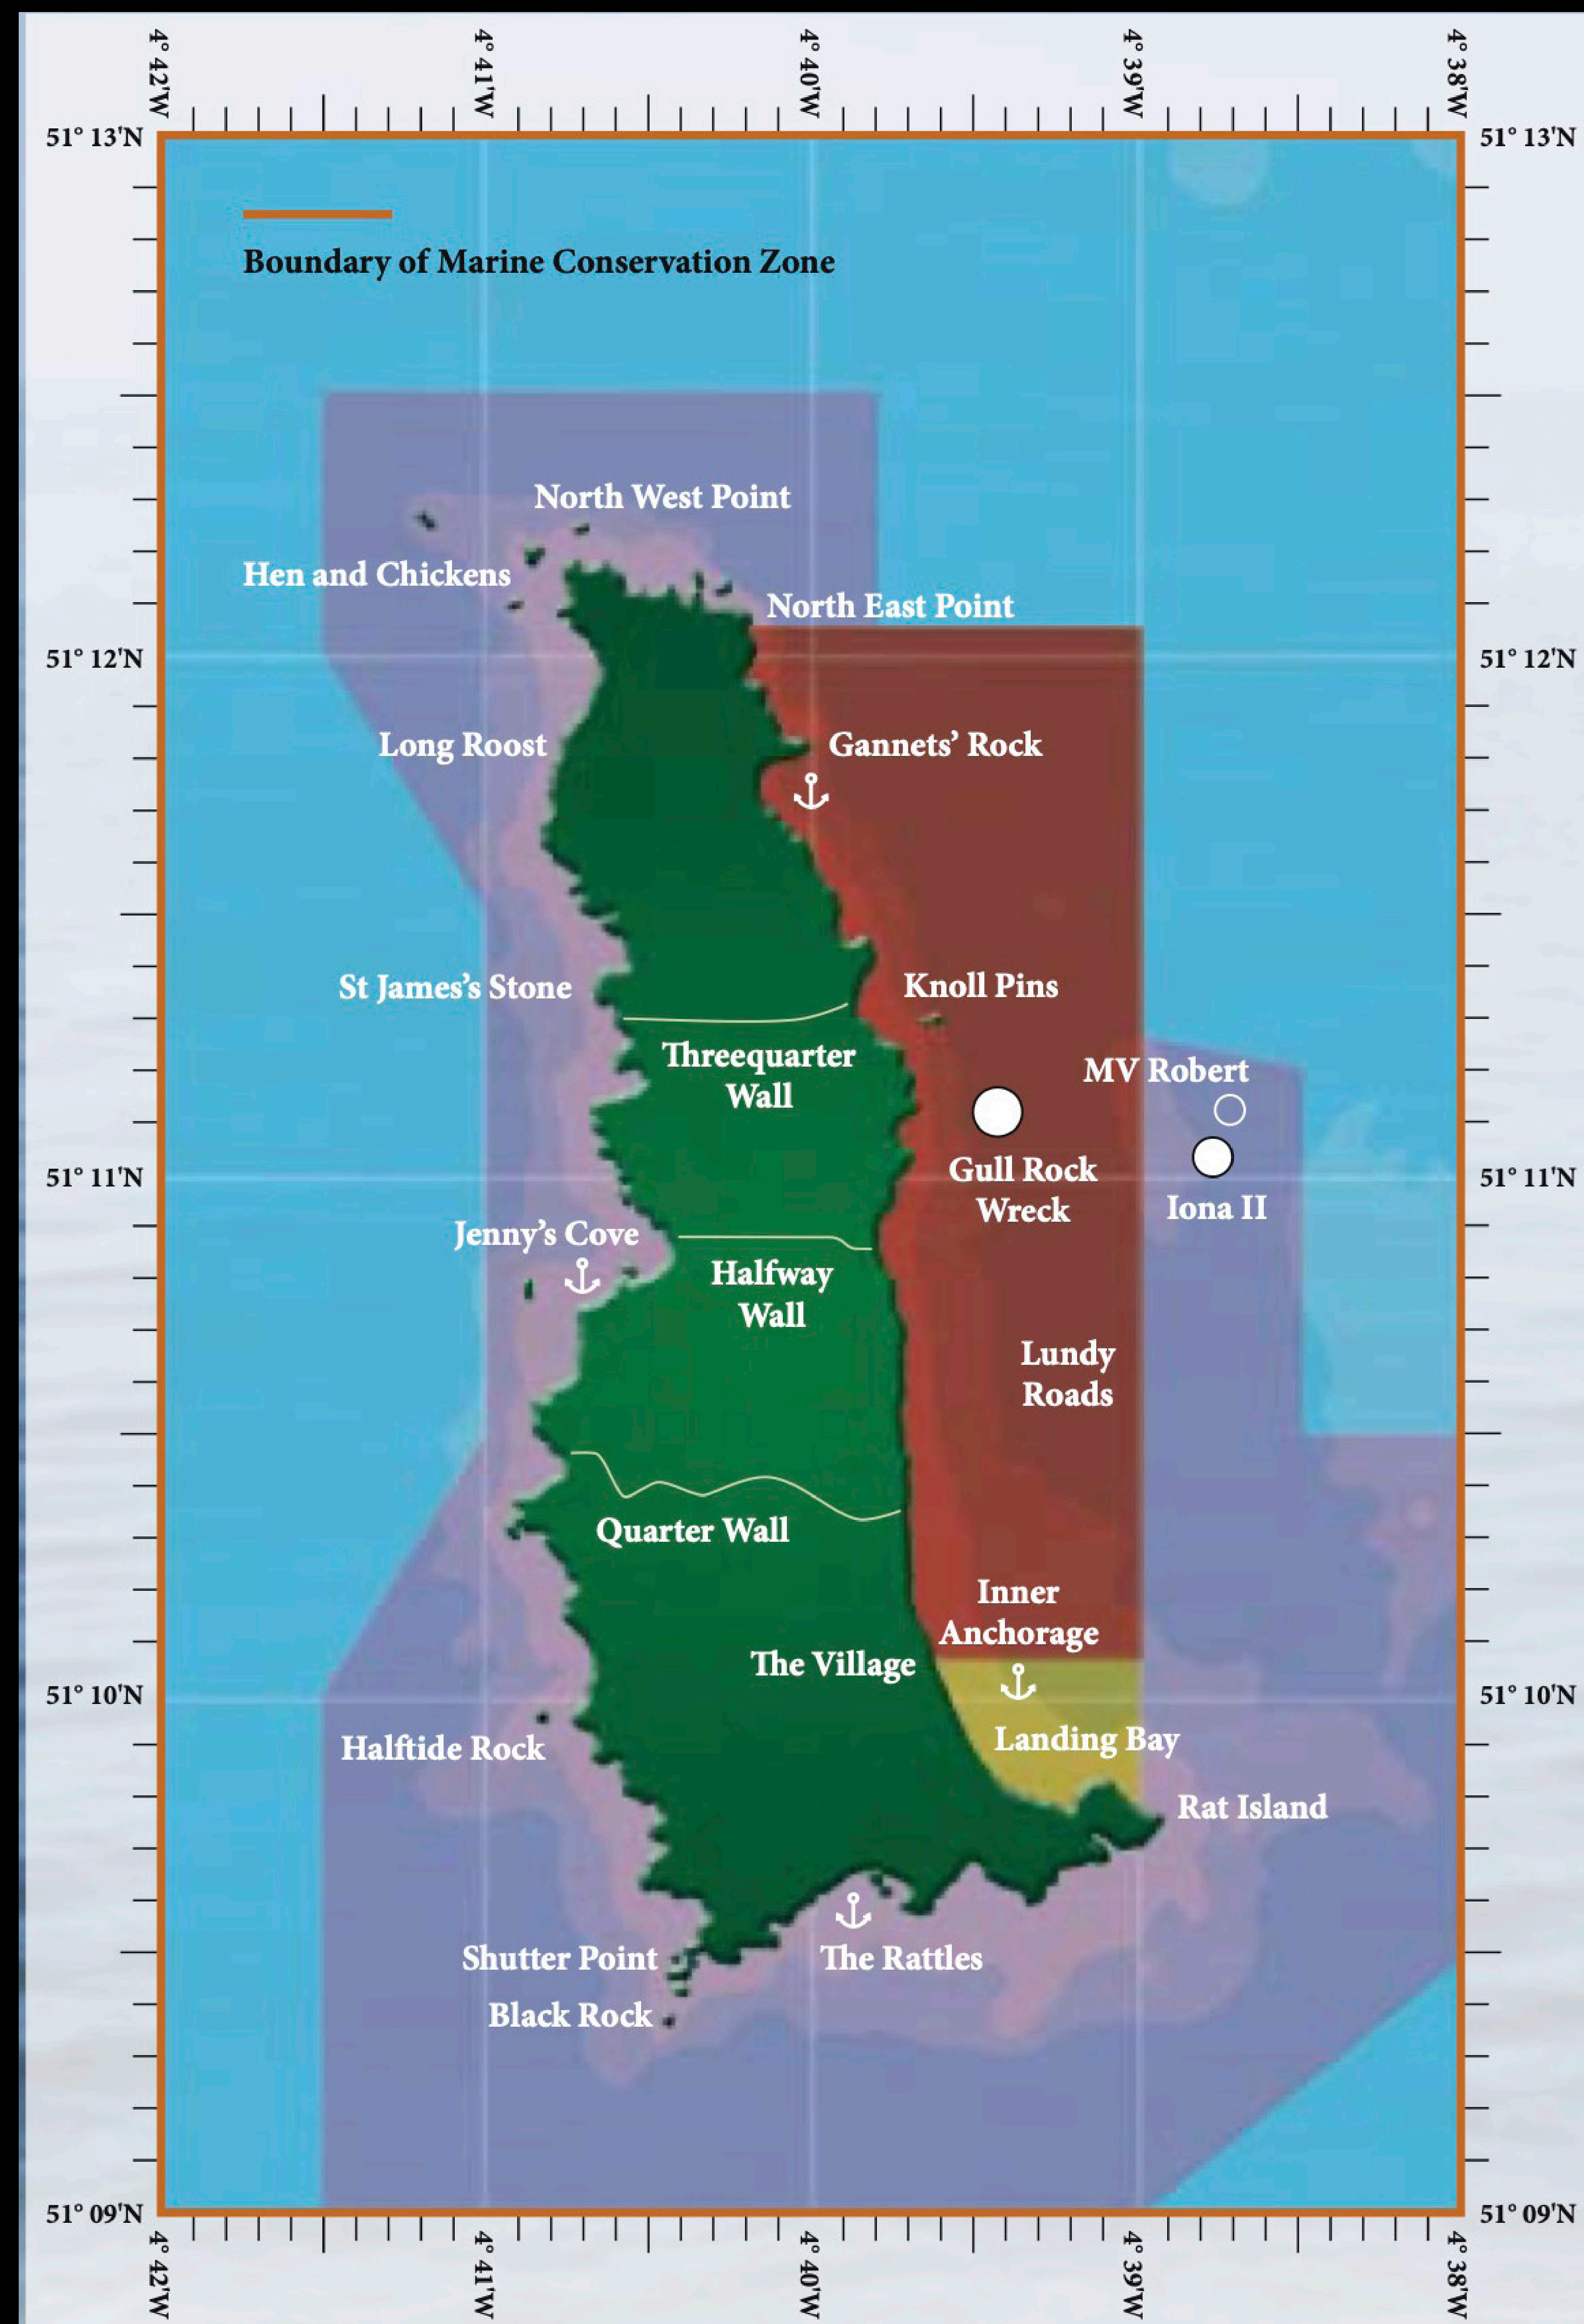 4° 42'W
4° 41'W
4° 40'W
4° 39'W
4° 38'W
51° 13'N
51° 13'N
Boundary of Marine Conservation Zone
North West Point
Hen and Chickens
North East Point
51° 12'N
51° 12'N
Long Roost
Gannets’ Rock
St James’s Stone
Knoll Pins
Threequarter
Wall
MV Robert
51° 11'N
Gull Rock
Wreck
Iona II
51° 11'N
Jenny’s Cove
Halfway
Wall
Lundy
Roads
Quarter Wall
Inner
Anchorage
The Village
51° 10'N
51° 10'N
Halftide Rock
Landing Bay
Rat Island
Shutter Point
The Rattles
Black Rock
51° 09'N
51° 09'N
4° 42'W
4° 41'W
4° 40'W
4° 39'W
4° 38'W